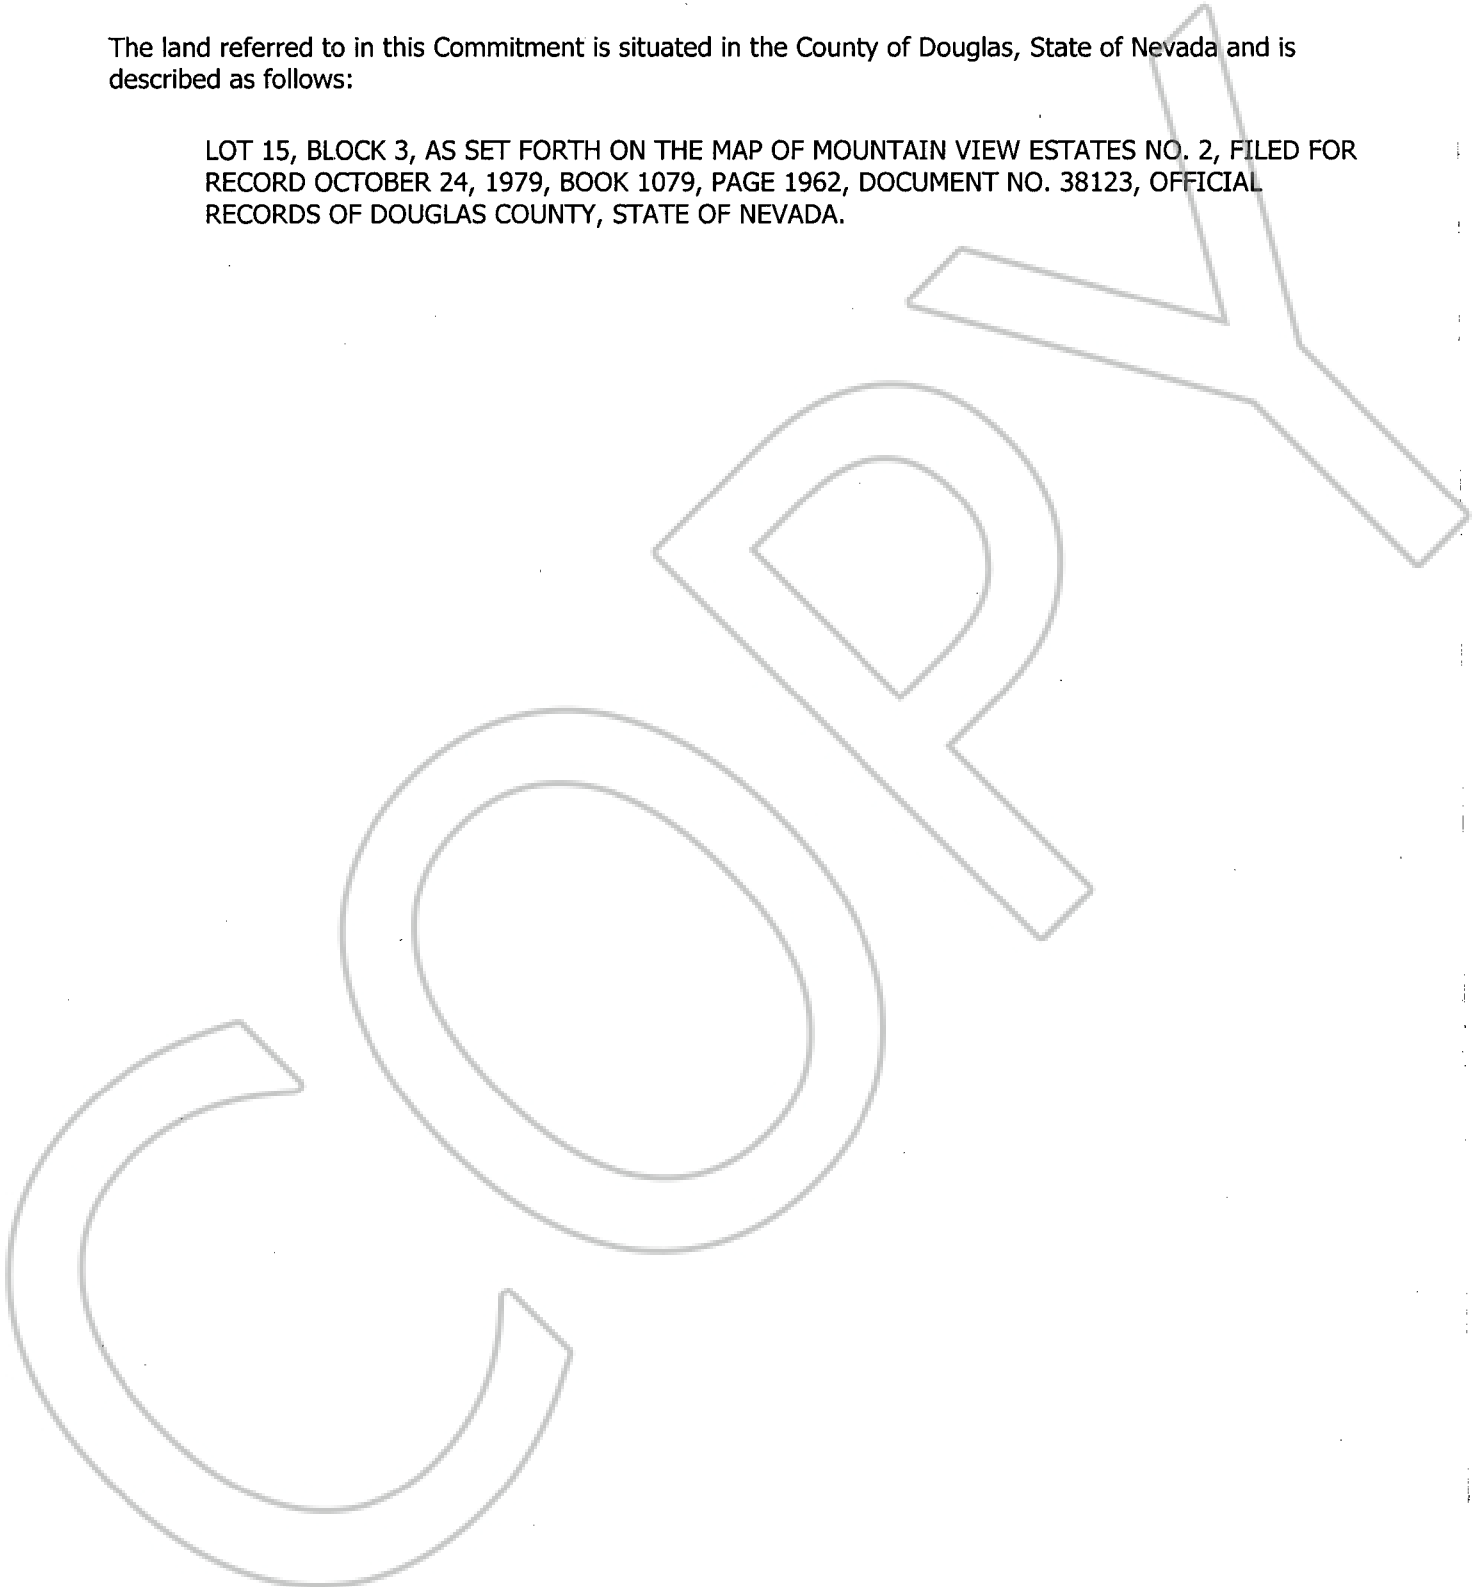 The land referred to in this Commitment is situated in the County of Douglas, State of Nevada and is
described as follows:
LOT 15, BLOCK 3, AS SET FORTH ON THE MAP OF MOUNTAIN VIEW ESTATES NO. 2, FILED FOR
RECORD OCTOBER 24, 1979, BOOK 1079, PAGE 1962, DOCUMENT NO. 38123, OFFICIAL
RECORDS OF DOUGLAS COUNTY, STATE OF NEVADA.
COPY